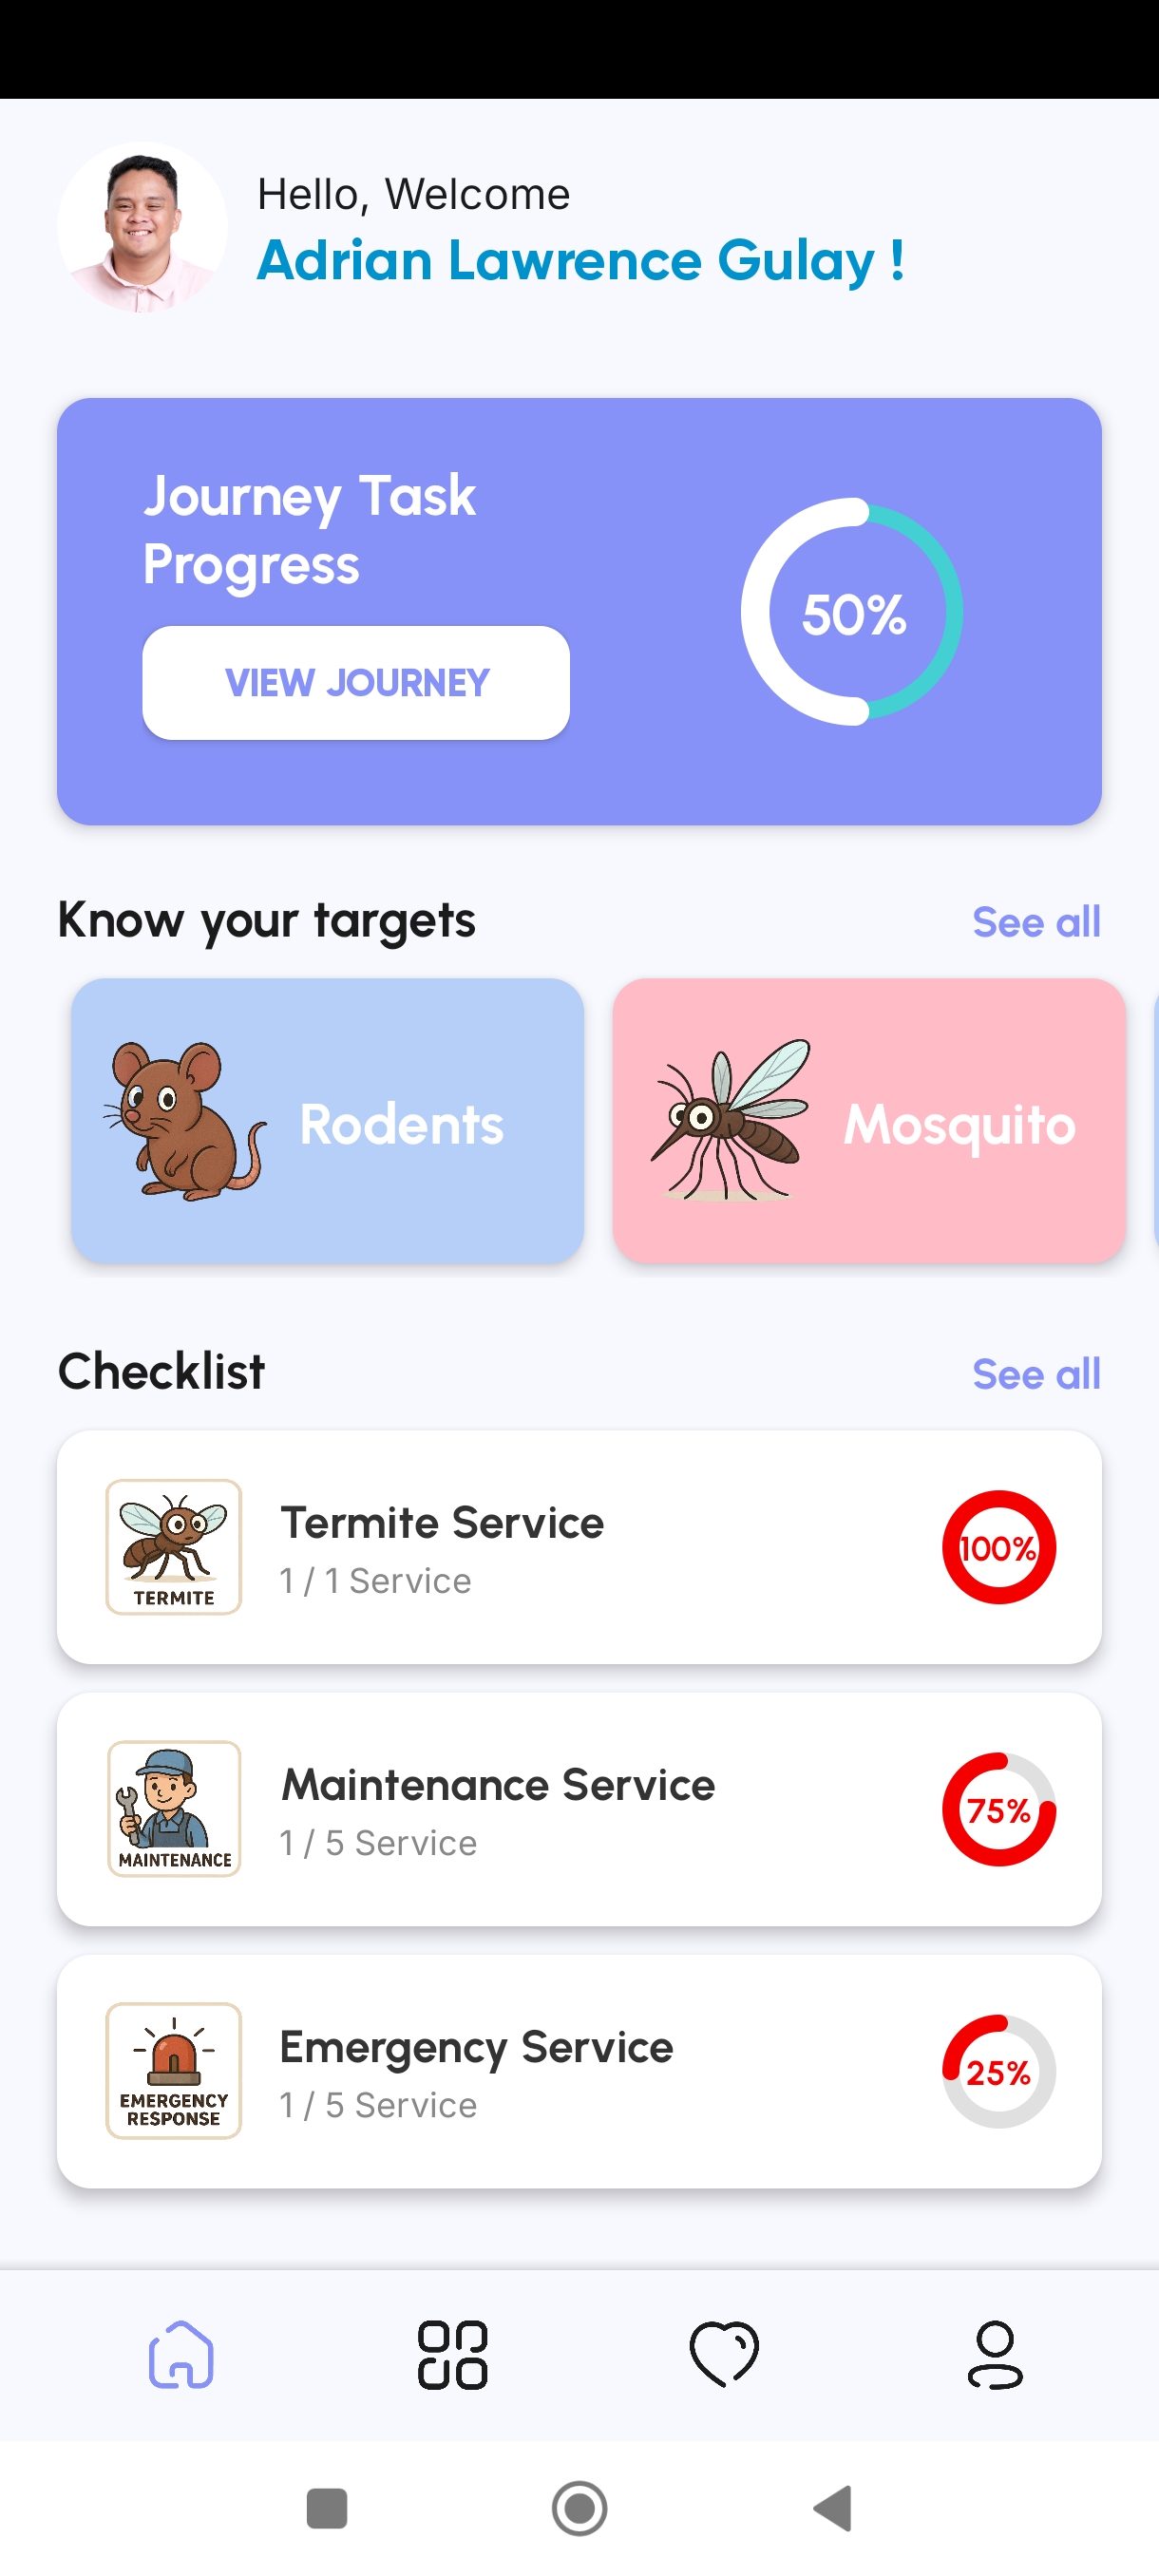 Hello, Welcome
Adrian Lawrence Gulay !
Journey Task
Progress
VIEW JOURNEY
50%
Know your targets
See all
Rodents
Mosquito
Checklist
See all
TERMITE
Termite Service
1 / 1 Service
100%
MAINTENANCE
Maintenance Service
1 / 5 Service
75%
EMERGENCY
RESPONSE
Emergency Service
1 / 5 Service
25%